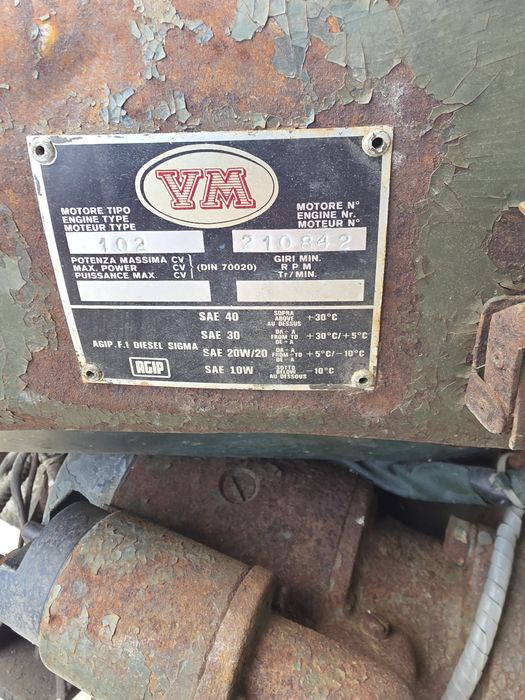 VM
MOTORE TIPO
ENGINE TYPE
MOTEUR TYPE
102
MOTORE N°
ENGINE Nr.
MOTEUR N°
210842
POTENZA MASSIMA CV
MAX. POWER CV
PUISSANCE MAX. CV
(DIN 70020)
GIRI MIN.
R P M
Tr/MIN.
AGIP. F.1 DIESEL SIGMA
AGIP
SAE 40 SOPRA ABOVE AU DESSUS +30°C
SAE 30 DA - A FROM TO DE - A +30°C/+5°C
SAE 20W/20 DA - A FROM - TO DE - A +5°C/-10°C
SAE 10W SOTTO BELOW AU DESSOUS -10°C